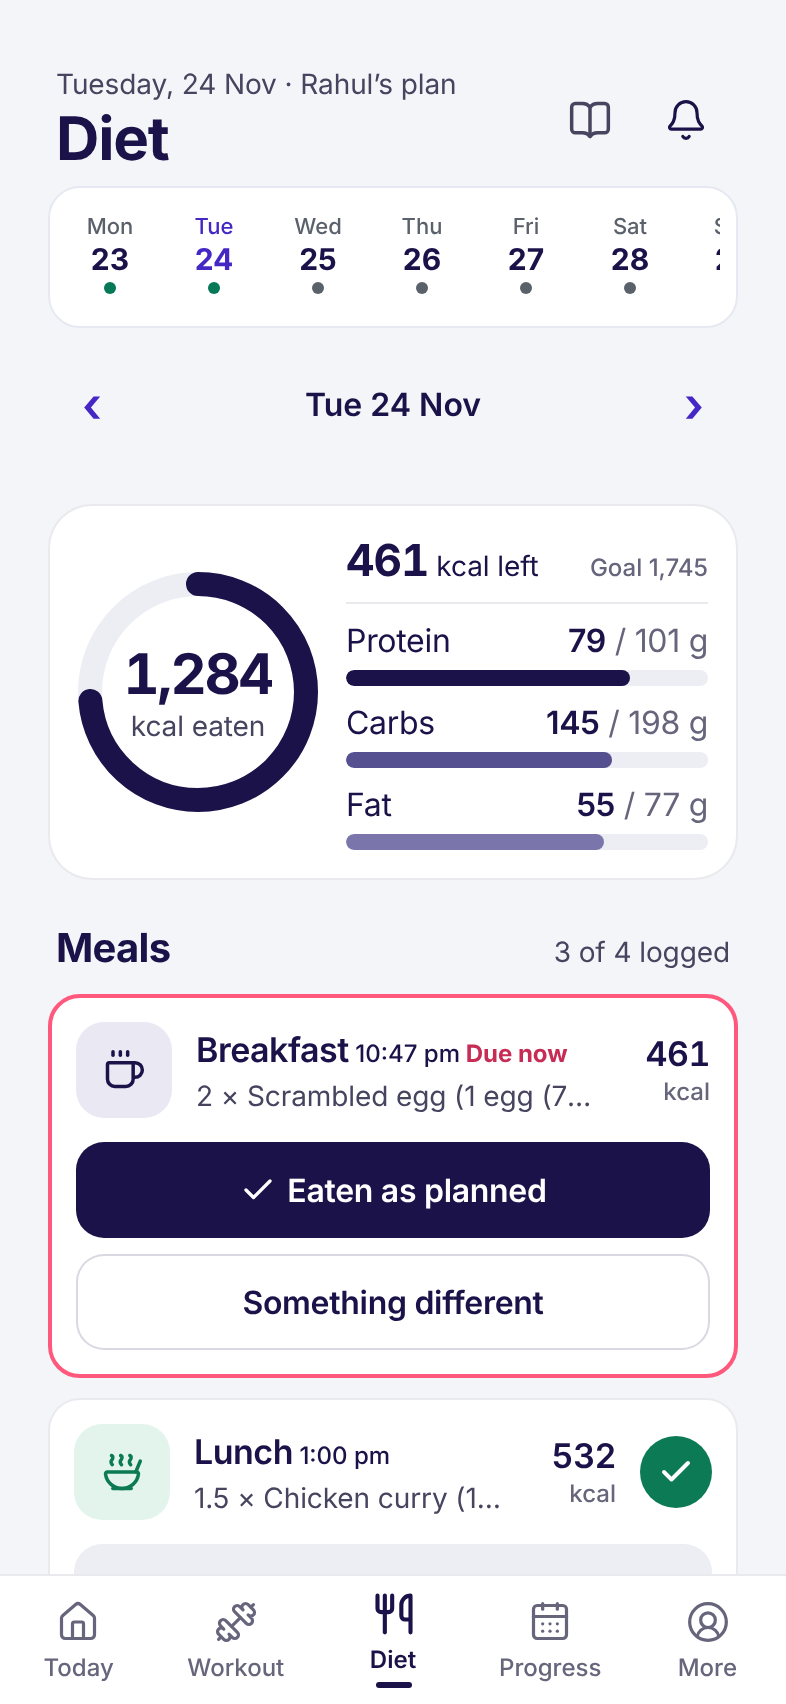 Tuesday, 24 Nov · Rahul’s plan
Diet
Mon Tue Wed Thu Fri Sat
23 24 25 26 27 28
‹ Tue 24 Nov ›
461 kcal left Goal 1,745
1,284
kcal eaten
Protein 79 / 101 g
Carbs 145 / 198 g
Fat 55 / 77 g
Meals 3 of 4 logged
Breakfast 10:47 pm Due now 461
2 × Scrambled egg (1 egg (7... kcal
Eaten as planned
Something different
Lunch 1:00 pm 532
1.5 × Chicken curry (1... kcal
Today Workout Diet Progress More